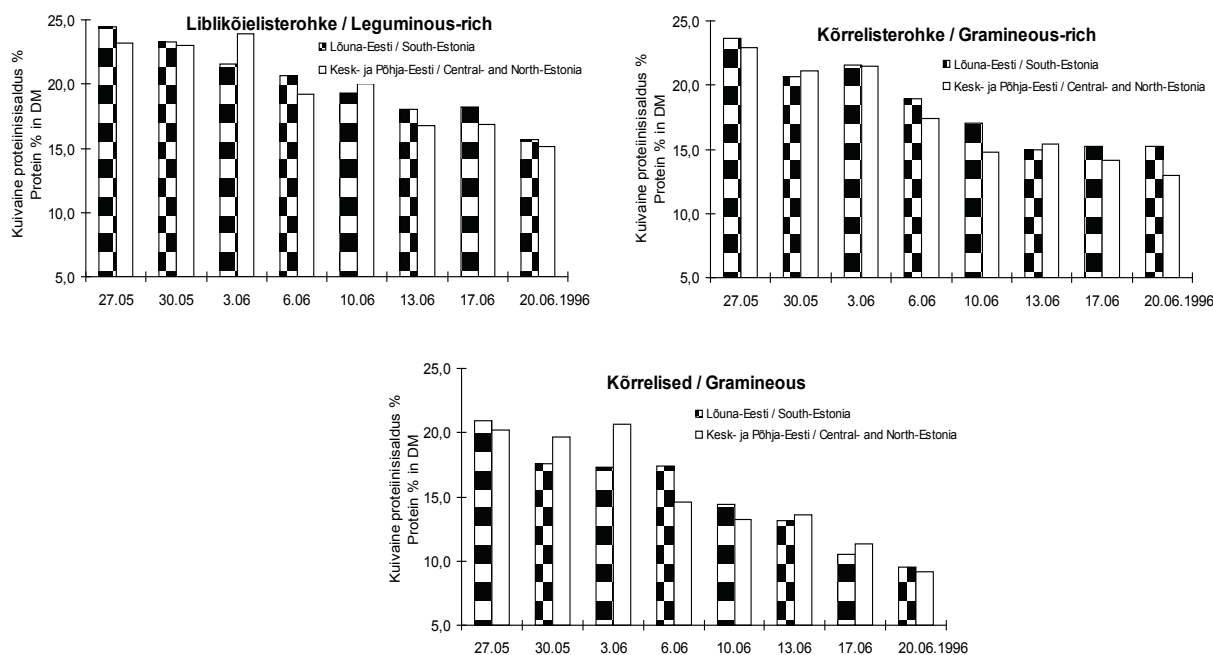 Liblikõielisterohke / Leguminous-rich
Kuivaine proteiinisisaldus %
Protein % in DM
25,0
20,0
15,0
10,0
5,0
Lõuna-Eesti / South-Estonia
Kesk- ja Põhja-Eesti / Central- and North-Estonia
27.05 30.05 3.06 6.06 10.06 13.06 17.06 20.06.1996
Kõrrelisterohke / Gramineous-rich
Kuivaine proteiinisisaldus %
Protein % in DM
25,0
20,0
15,0
10,0
5,0
Lõuna-Eesti / South-Estonia
Kesk- ja Põhja-Eesti / Central- and North-Estonia
27.05 30.05 3.06 6.06 10.06 13.06 17.06 20.06.1996
Kõrrelised / Gramineous
Kuivaine proteiinisisaldus %
Protein % in DM
25,0
20,0
15,0
10,0
5,0
Lõuna-Eesti / South-Estonia
Kesk- ja Põhja-Eesti / Central- and North-Estonia
27.05 30.05 3.06 6.06 10.06 13.06 17.06 20.06.1996